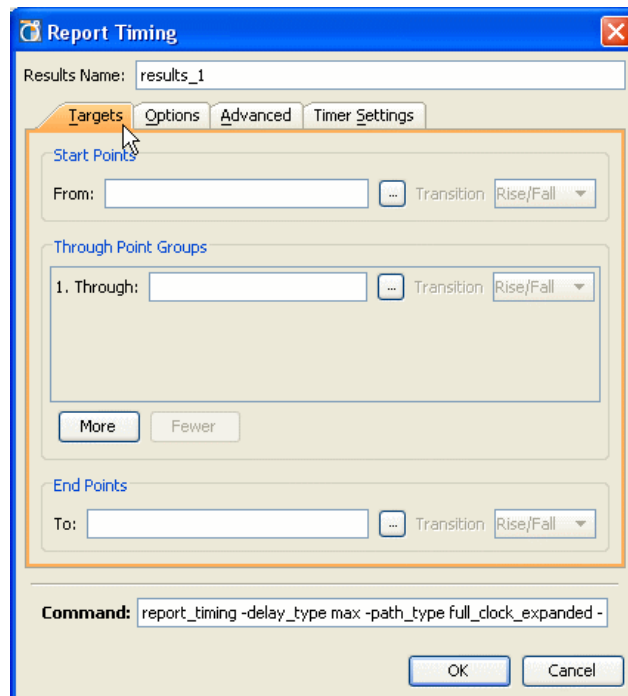 Report Timing
Results Name: results_1
Targets Options Advanced Timer Settings
Start Points
From: ... Transition Rise/Fall
Through Point Groups
1. Through: ... Transition Rise/Fall
More Fewer
End Points
To: ... Transition Rise/Fall
Command: report_timing -delay_type max -path_type full_clock_expanded -
OK Cancel